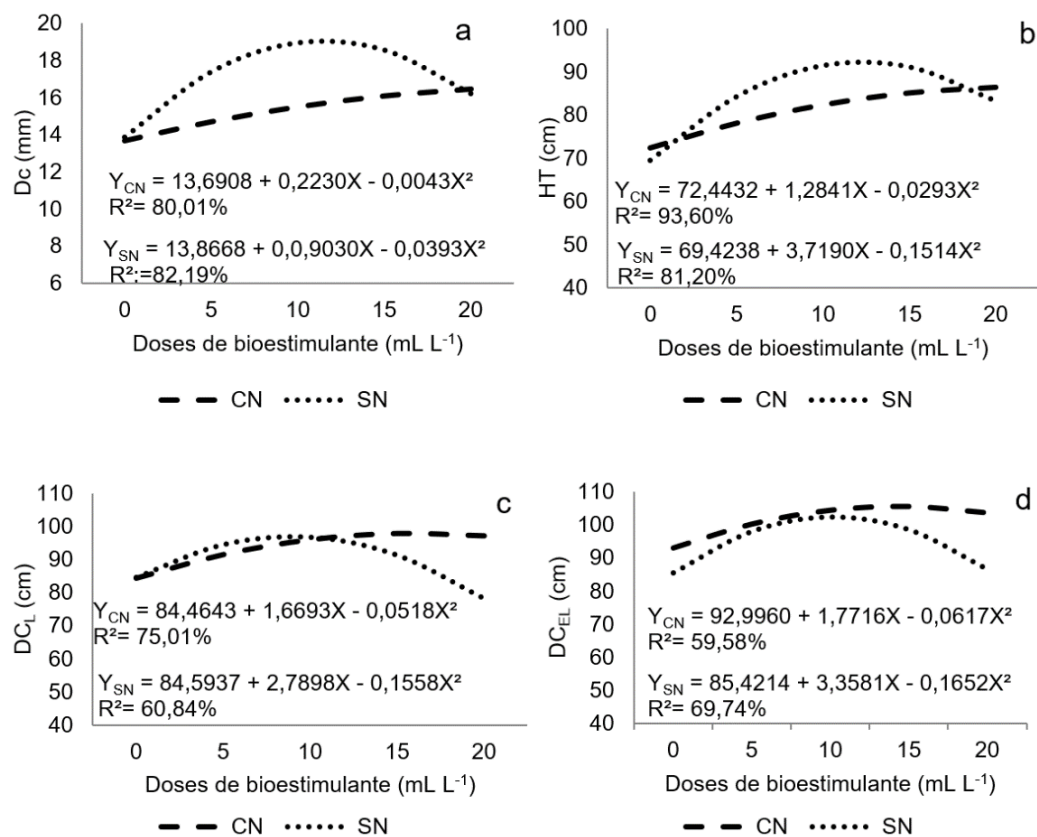 a
20
18
16
14
12
10
8
6
Dc (mm)
Y_CN = 13,6908 + 0,2230X - 0,0043X²
R²= 80,01%
Y_SN = 13,8668 + 0,0,9030X - 0,0393X²
R²:=82,19%
0 5 10 15 20
Doses de bioestimulante (mL L⁻¹)
CN SN
b
100
90
80
70
60
50
40
HT (cm)
Y_CN = 72,4432 + 1,2841X - 0,0293X²
R²= 93,60%
Y_SN = 69,4238 + 3,7190X - 0,1514X²
R²= 81,20%
0 5 10 15 20
Doses de bioestimulante (mL L⁻¹)
CN SN
c
110
100
90
80
70
60
50
40
DC_L (cm)
Y_CN = 84,4643 + 1,6693X - 0,0518X²
R²= 75,01%
Y_SN = 84,5937 + 2,7898X - 0,1558X²
R²= 60,84%
0 5 10 15 20
Doses de bioestimulante (mL L⁻¹)
CN SN
d
110
100
90
80
70
60
50
40
DC_EL (cm)
Y_CN = 92,9960 + 1,7716X - 0,0617X²
R²= 59,58%
Y_SN = 85,4214 + 3,3581X - 0,1652X²
R²= 69,74%
0 5 10 15 20
Doses de bioestimulante (mL L⁻¹)
CN SN